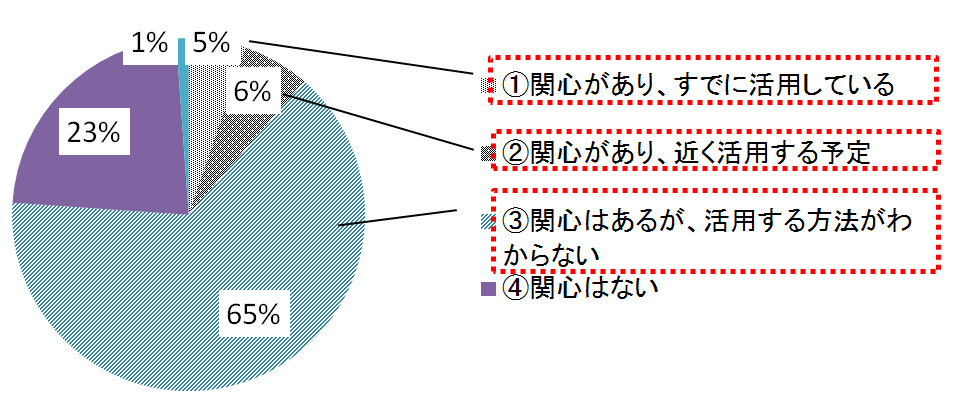 1%
5%
6%
23%
65%
①関心があり、すでに活用している
②関心があり、近く活用する予定
③関心はあるが、活用する方法がわ
からない
④関心はない